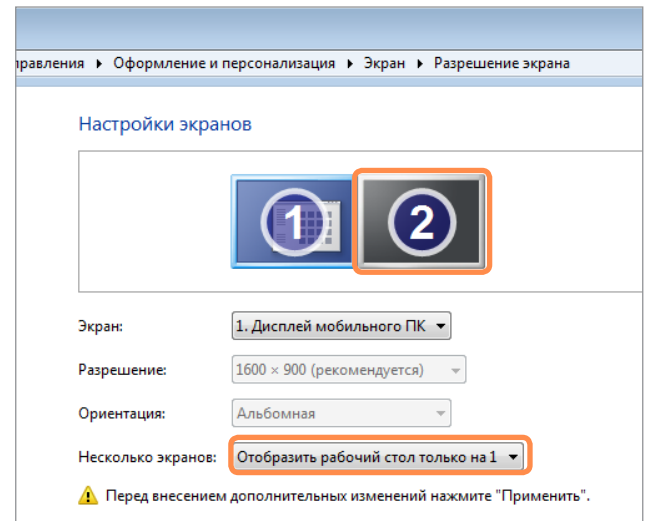 правления ▸ Оформление и персонализация ▸ Экран ▸ Разрешение экрана
Настройки экранов
1 2
Экран: 1. Дисплей мобильного ПК
Разрешение: 1600 × 900 (рекомендуется)
Ориентация: Альбомная
Несколько экранов: Отобразить рабочий стол только на 1
Перед внесением дополнительных изменений нажмите "Применить".